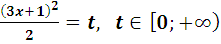 (3x+1)²/2 = t, t ∈ [0; +∞)